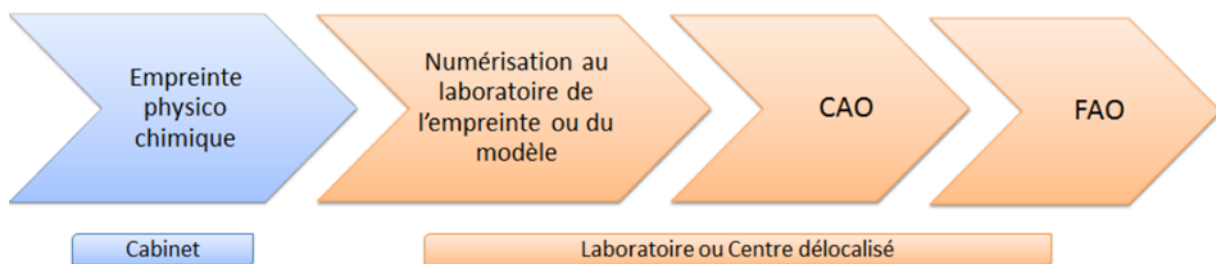 Empreinte
physico
chimique
Numérisation au
laboratoire de
l'empreinte ou du
modèle
CAO
FAO
Cabinet
Laboratoire ou Centre délocalisé